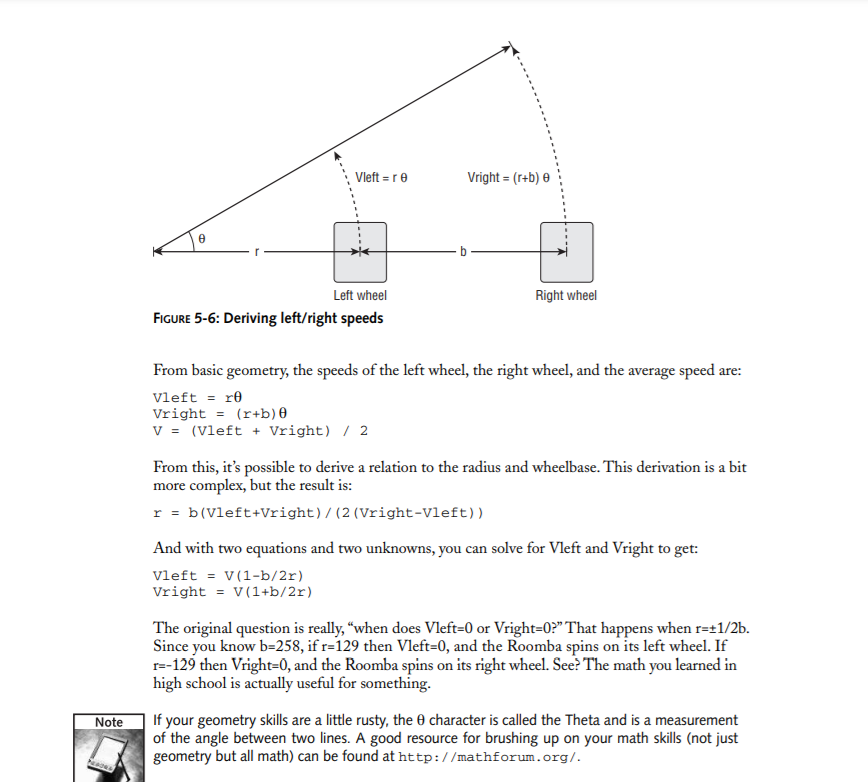 Vleft = r θ
Vright = (r+b) θ
θ
r
b
Left wheel
Right wheel
FIGURE 5-6: Deriving left/right speeds
From basic geometry, the speeds of the left wheel, the right wheel, and the average speed are:
Vleft = rθ
Vright = (r+b)θ
V = (Vleft + Vright) / 2
From this, it's possible to derive a relation to the radius and wheelbase. This derivation is a bit
more complex, but the result is:
r = b(Vleft+Vright)/(2(Vright-Vleft))
And with two equations and two unknowns, you can solve for Vleft and Vright to get:
Vleft = V(1-b/2r)
Vright = V(1+b/2r)
The original question is really, "when does Vleft=0 or Vright=0?" That happens when r=±1/2b.
Since you know b=258, if r=129 then Vleft=0, and the Roomba spins on its left wheel. If
r=-129 then Vright=0, and the Roomba spins on its right wheel. See? The math you learned in
high school is actually useful for something.
Note
If your geometry skills are a little rusty, the θ character is called the Theta and is a measurement
of the angle between two lines. A good resource for brushing up on your math skills (not just
geometry but all math) can be found at http://mathforum.org/.